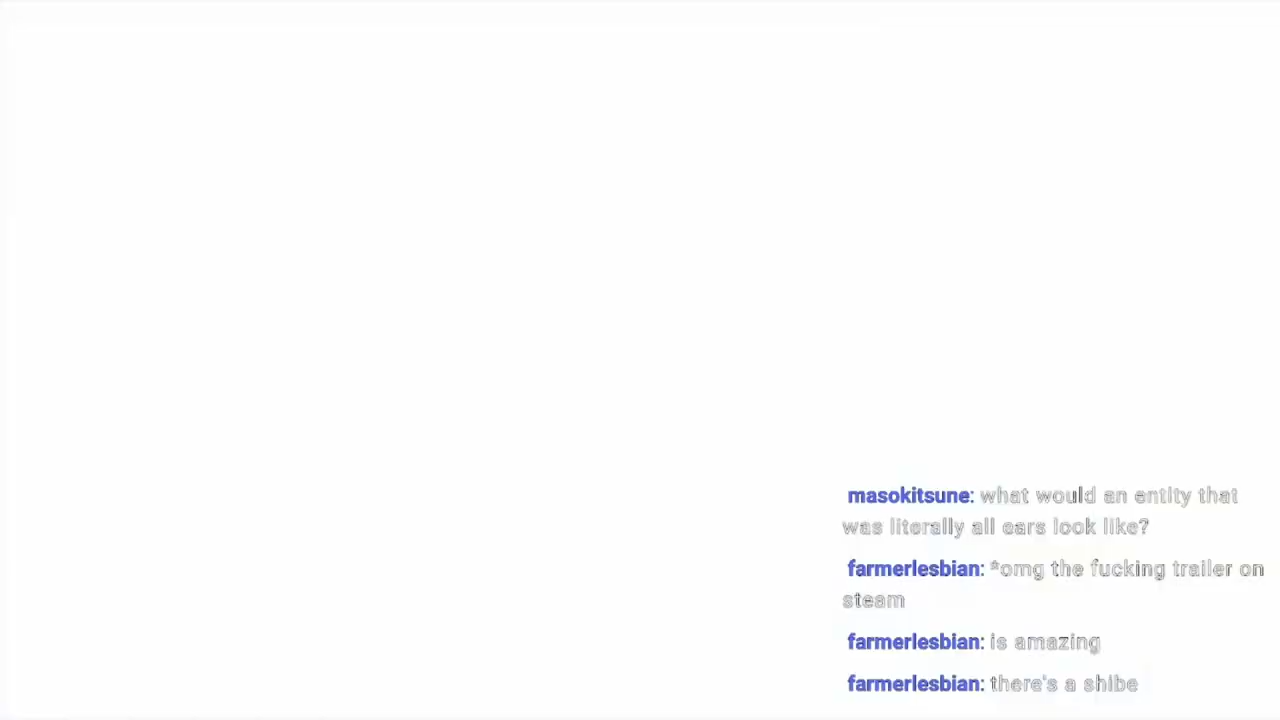 masokitsune: what would an entity that
was literally all ears look like?
farmerlesbian: *omg the fucking trailer on
steam
farmerlesbian: is amazing
farmerlesbian: there's a shibe